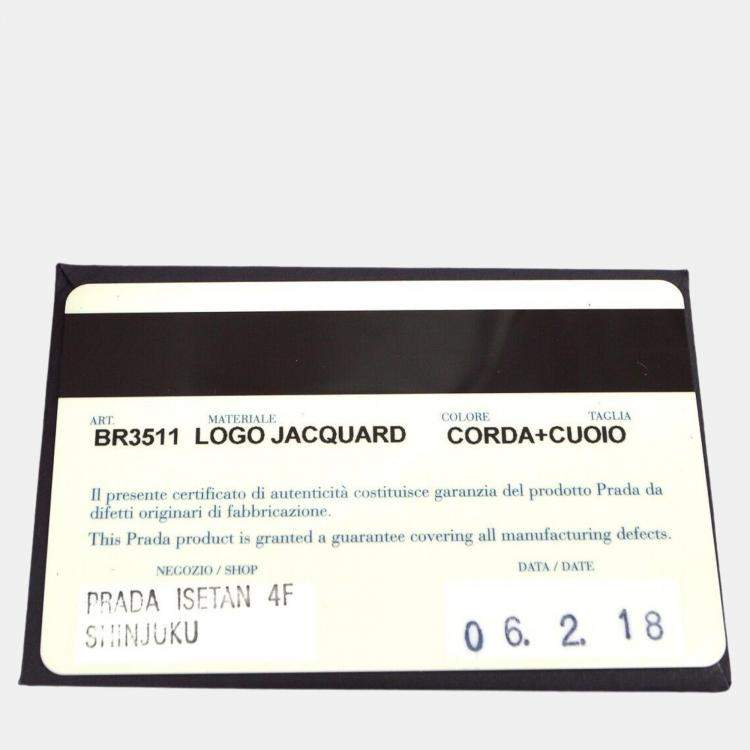 ART. MATERIALE COLORE TAGLIA
BR3511 LOGO JACQUARD CORDA+CUOIO
Il presente certificato di autenticità costituisce garanzia del prodotto Prada da
difetti originari di fabbricazione.
This Prada product is granted a guarantee covering all manufacturing defects.
NEGOZIO / SHOP DATA / DATE
PRADA ISETAN 4F
SHINJUKU
06. 2. 18